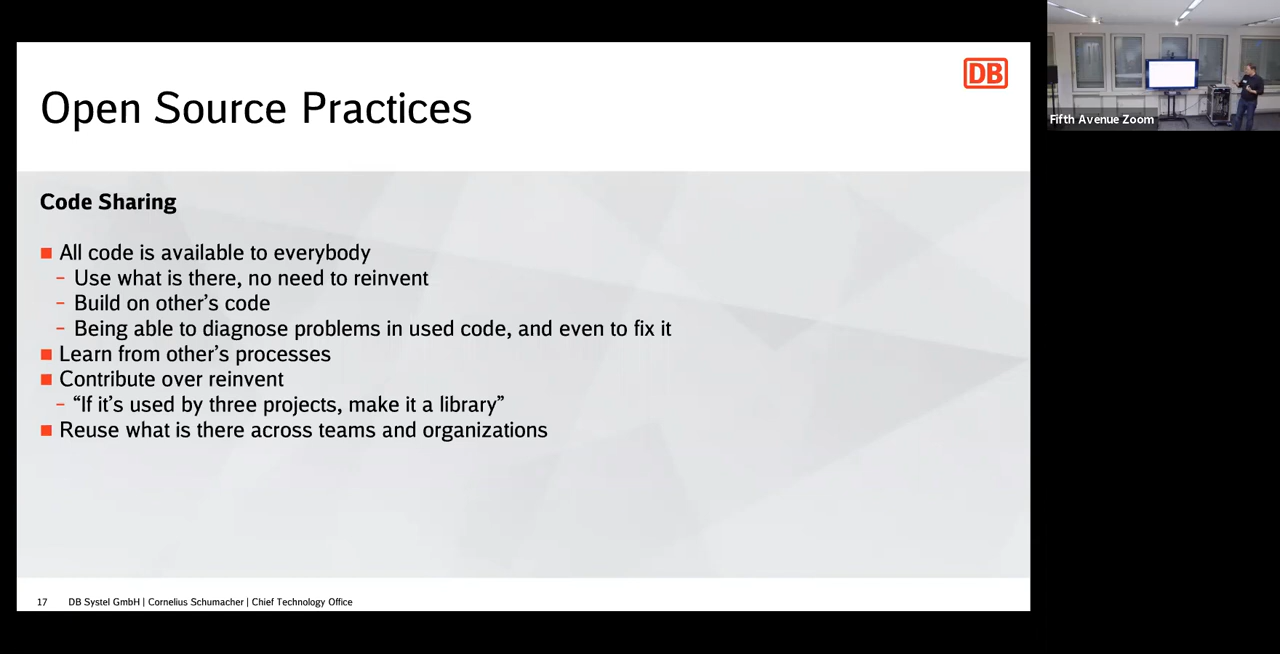 DB
Open Source Practices
Code Sharing
All code is available to everybody
– Use what is there, no need to reinvent
– Build on other’s code
– Being able to diagnose problems in used code, and even to fix it
Learn from other’s processes
Contribute over reinvent
– “If it’s used by three projects, make it a library”
Reuse what is there across teams and organizations
17 DB Systel GmbH | Cornelius Schumacher | Chief Technology Office
Fifth Avenue Zoom